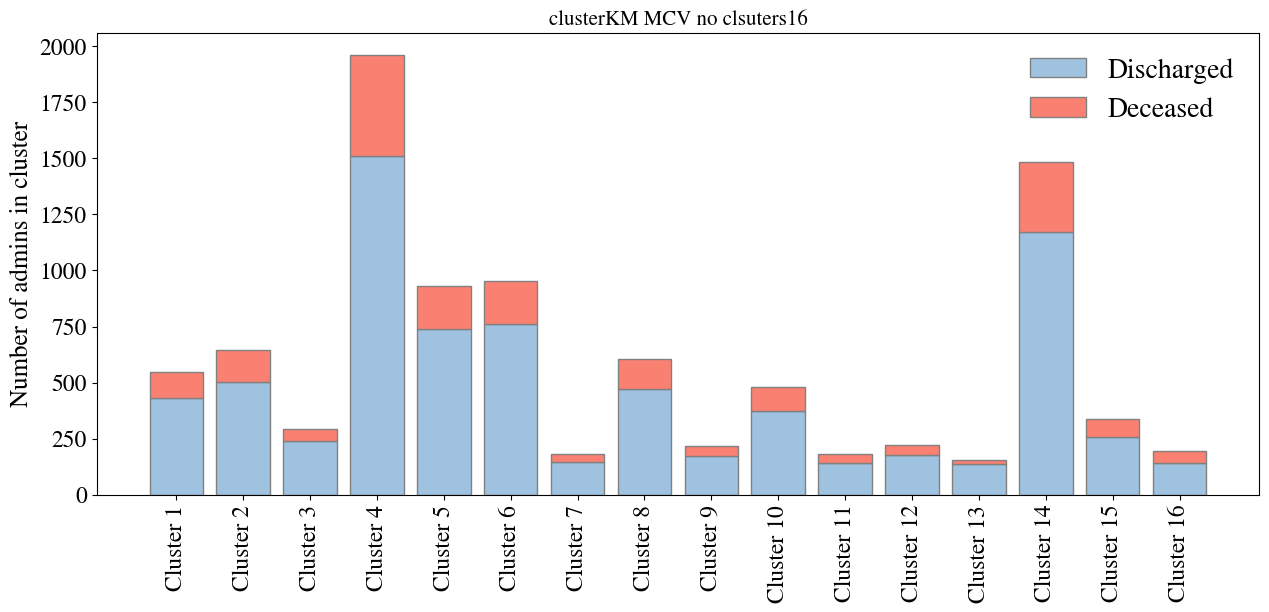 clusterKM MCV no clsuters16
Number of admins in cluster
2000
1750
1500
1250
1000
750
500
250
0
Discharged
Deceased
Cluster 1
Cluster 2
Cluster 3
Cluster 4
Cluster 5
Cluster 6
Cluster 7
Cluster 8
Cluster 9
Cluster 10
Cluster 11
Cluster 12
Cluster 13
Cluster 14
Cluster 15
Cluster 16